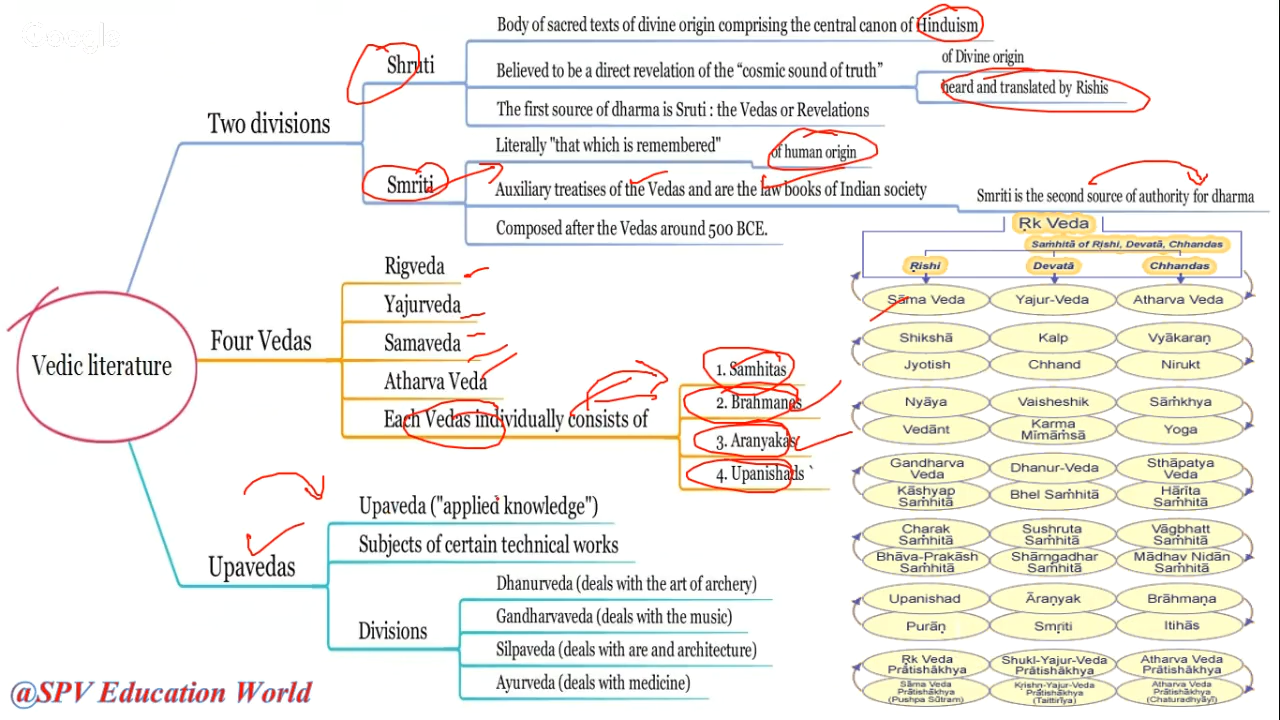 Google
Vedic literature
Two divisions
Shruti
Body of sacred texts of divine origin comprising the central canon of Hinduism
Believed to be a direct revelation of the “cosmic sound of truth”
of Divine origin
heard and translated by Rishis
The first source of dharma is Sruti : the Vedas or Revelations
Smriti
Literally "that which is remembered"
of human origin
Auxiliary treatises of the Vedas and are the law books of Indian society
Smriti is the second source of authority for dharma
Composed after the Vedas around 500 BCE.
Four Vedas
Rigveda
Yajurveda
Samaveda
Atharva Veda
Each Vedas individually consists of
1. Samhitas
2. Brahmanas
3. Aranyakas
4. Upanishads `
Upavedas
Upaveda ("applied knowledge")
Subjects of certain technical works
Divisions
Dhanurveda (deals with the art of archery)
Gandharvaveda (deals with the music)
Silpaveda (deals with are and architecture)
Ayurveda (deals with medicine)
Ṛk Veda
Saṁhitā of Ṛishi, Devatā, Chhandas
Ṛishi Devatā Chhandas
Sāma Veda Yajur-Veda Atharva Veda
Shikshā Kalp Vyākaraṇ
Jyotish Chhand Nirukt
Nyāya Vaisheshik Sāṁkhya
Vedānt Karma Mīmāṁsā Yoga
Gandharva Veda Dhanur-Veda Sthāpatya Veda
Kāshyap Saṁhitā Bhel Saṁhitā Hārīta Saṁhitā
Charak Saṁhitā Sushruta Saṁhitā Vāgbhatt Saṁhitā
Bhāva-Prakāsh Saṁhitā Shārngadhar Saṁhitā Mādhav Nidān Saṁhitā
Upanishad Āraṇyak Brāhmaṇa
Purāṇ Smṛiti Itihās
Ṛk Veda Prātishākhya Shukl-Yajur-Veda Prātishākhya Atharva Veda Prātishākhya
Sāma Veda Prātishākhya (Pushpa Sūtram) Kṛishṇ-Yajur-Veda Prātishākhya (Taittirīya) Atharva Veda Prātishākhya (Chaturadhyāyī)
@SPV Education World